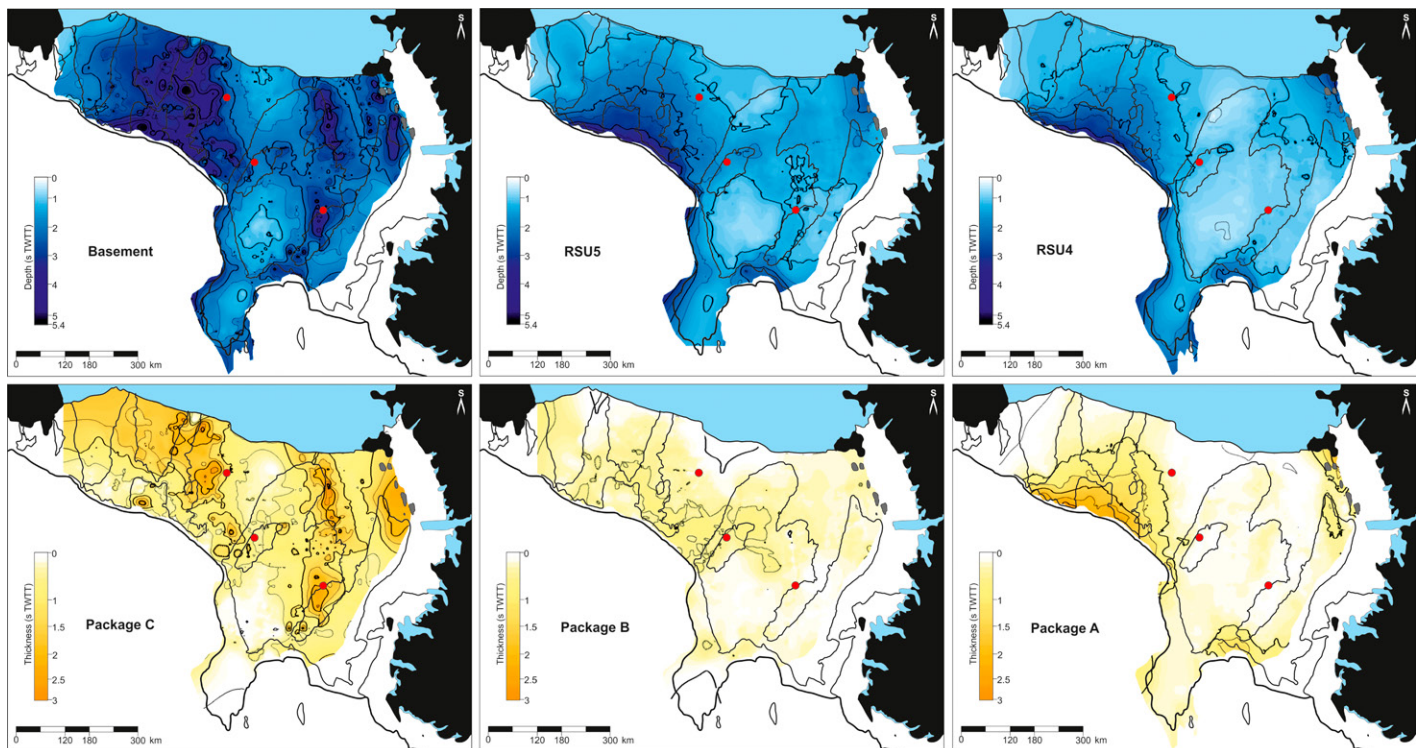 S
0
1
2
3
4
5
5.4
Depth (s TWTT)
Basement
0 120 180 300 km
S
0
1
2
3
4
5
5.4
Depth (s TWTT)
RSU5
0 120 180 300 km
S
0
1
2
3
4
5
5.4
Depth (s TWTT)
RSU4
0 120 180 300 km
S
0
1
1.5
2
2.5
3
Thickness (s TWTT)
Package C
0 120 180 300 km
S
0
1
1.5
2
2.5
3
Thickness (s TWTT)
Package B
0 120 180 300 km
S
0
1
1.5
2
2.5
3
Thickness (s TWTT)
Package A
0 120 180 300 km